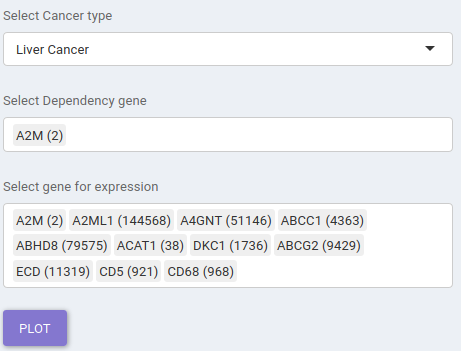 Select Cancer type
Liver Cancer
Select Dependency gene
A2M (2)
Select gene for expression
A2M (2) A2ML1 (144568) A4GNT (51146) ABCC1 (4363)
ABHD8 (79575) ACAT1 (38) DKC1 (1736) ABCG2 (9429)
ECD (11319) CD5 (921) CD68 (968)
PLOT